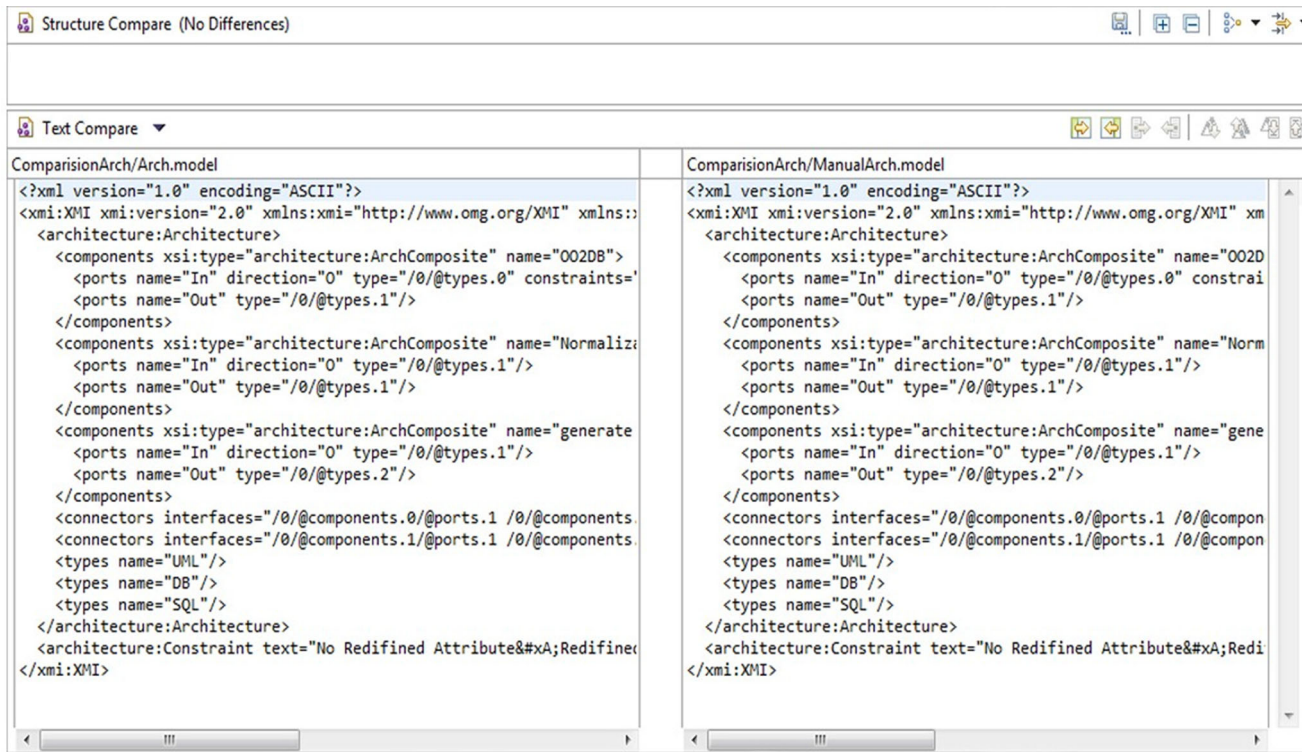 Structure Compare (No Differences)
Text Compare
ComparisionArch/Arch.model
<?xml version="1.0" encoding="ASCII"?>
<xmi:XMI xmi:version="2.0" xmlns:xmi="http://www.omg.org/XMI" xmlns:
<architecture:Architecture>
<components xsi:type="architecture:ArchComposite" name="OO2DB">
<ports name="In" direction="O" type="/0/@types.0" constraints="
<ports name="Out" type="/0/@types.1"/>
</components>
<components xsi:type="architecture:ArchComposite" name="Normaliza
<ports name="In" direction="O" type="/0/@types.1"/>
<ports name="Out" type="/0/@types.1"/>
</components>
<components xsi:type="architecture:ArchComposite" name="generate
<ports name="In" direction="O" type="/0/@types.1"/>
<ports name="Out" type="/0/@types.2"/>
</components>
<connectors interfaces="/0/@components.0/@ports.1 /0/@components.
<connectors interfaces="/0/@components.1/@ports.1 /0/@components.
<types name="UML"/>
<types name="DB"/>
<types name="SQL"/>
</architecture:Architecture>
<architecture:Constraint text="No Redifined Attribute&#xA;Redifined
</xmi:XMI>
ComparisionArch/ManualArch.model
<?xml version="1.0" encoding="ASCII"?>
<xmi:XMI xmi:version="2.0" xmlns:xmi="http://www.omg.org/XMI" xm
<architecture:Architecture>
<components xsi:type="architecture:ArchComposite" name="OO2D
<ports name="In" direction="O" type="/0/@types.0" constrai
<ports name="Out" type="/0/@types.1"/>
</components>
<components xsi:type="architecture:ArchComposite" name="Norm
<ports name="In" direction="O" type="/0/@types.1"/>
<ports name="Out" type="/0/@types.1"/>
</components>
<components xsi:type="architecture:ArchComposite" name="gene
<ports name="In" direction="O" type="/0/@types.1"/>
<ports name="Out" type="/0/@types.2"/>
</components>
<connectors interfaces="/0/@components.0/@ports.1 /0/@compon
<connectors interfaces="/0/@components.1/@ports.1 /0/@compon
<types name="UML"/>
<types name="DB"/>
<types name="SQL"/>
</architecture:Architecture>
<architecture:Constraint text="No Redifined Attribute&#xA;Redi
</xmi:XMI>